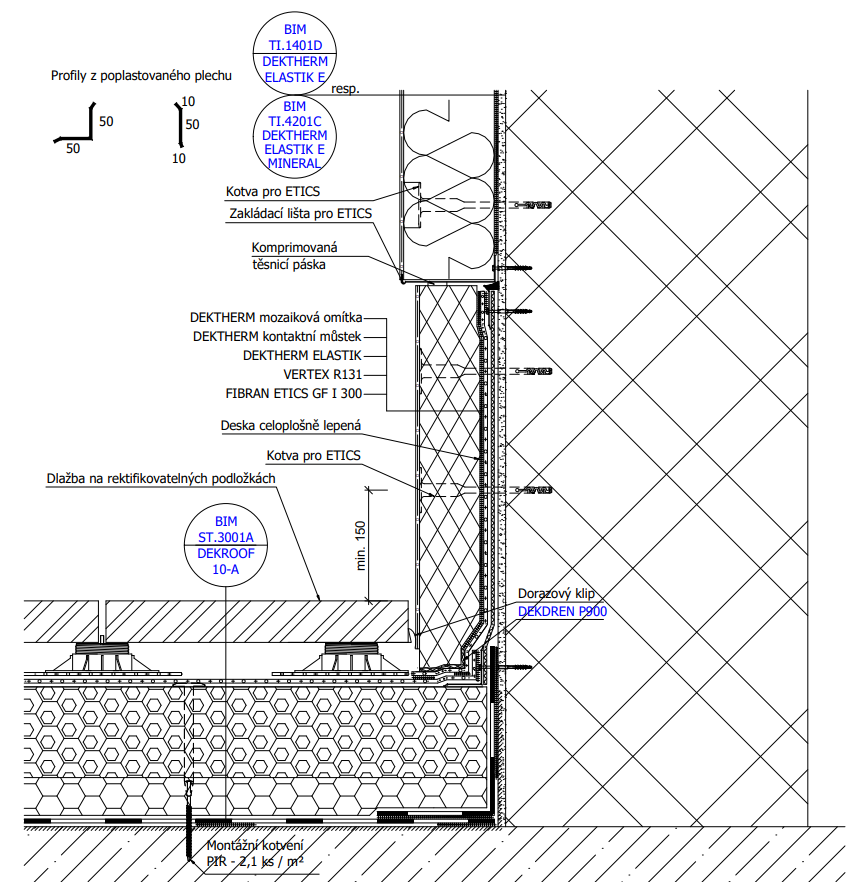 BIM
TI.1401D
DEKTHERM
ELASTIK E
resp.
BIM
TI.4201C
DEKTHERM
ELASTIK E
MINERAL
Profily z poplastovaného plechu
50
50
10
50
10
Kotva pro ETICS
Zakládací lišta pro ETICS
Komprimovaná
těsnicí páska
DEKTHERM mozaiková omítka
DEKTHERM kontaktní můstek
DEKTHERM ELASTIK
VERTEX R131
FIBRAN ETICS GF I 300
Deska celoplošně lepená
Kotva pro ETICS
Dlažba na rektifikovatelných podložkách
BIM
ST.3001A
DEKROOF
10-A
min. 150
Dorazový klip
DEKDREN P900
Montážní kotvení
PIR - 2,1 ks / m²